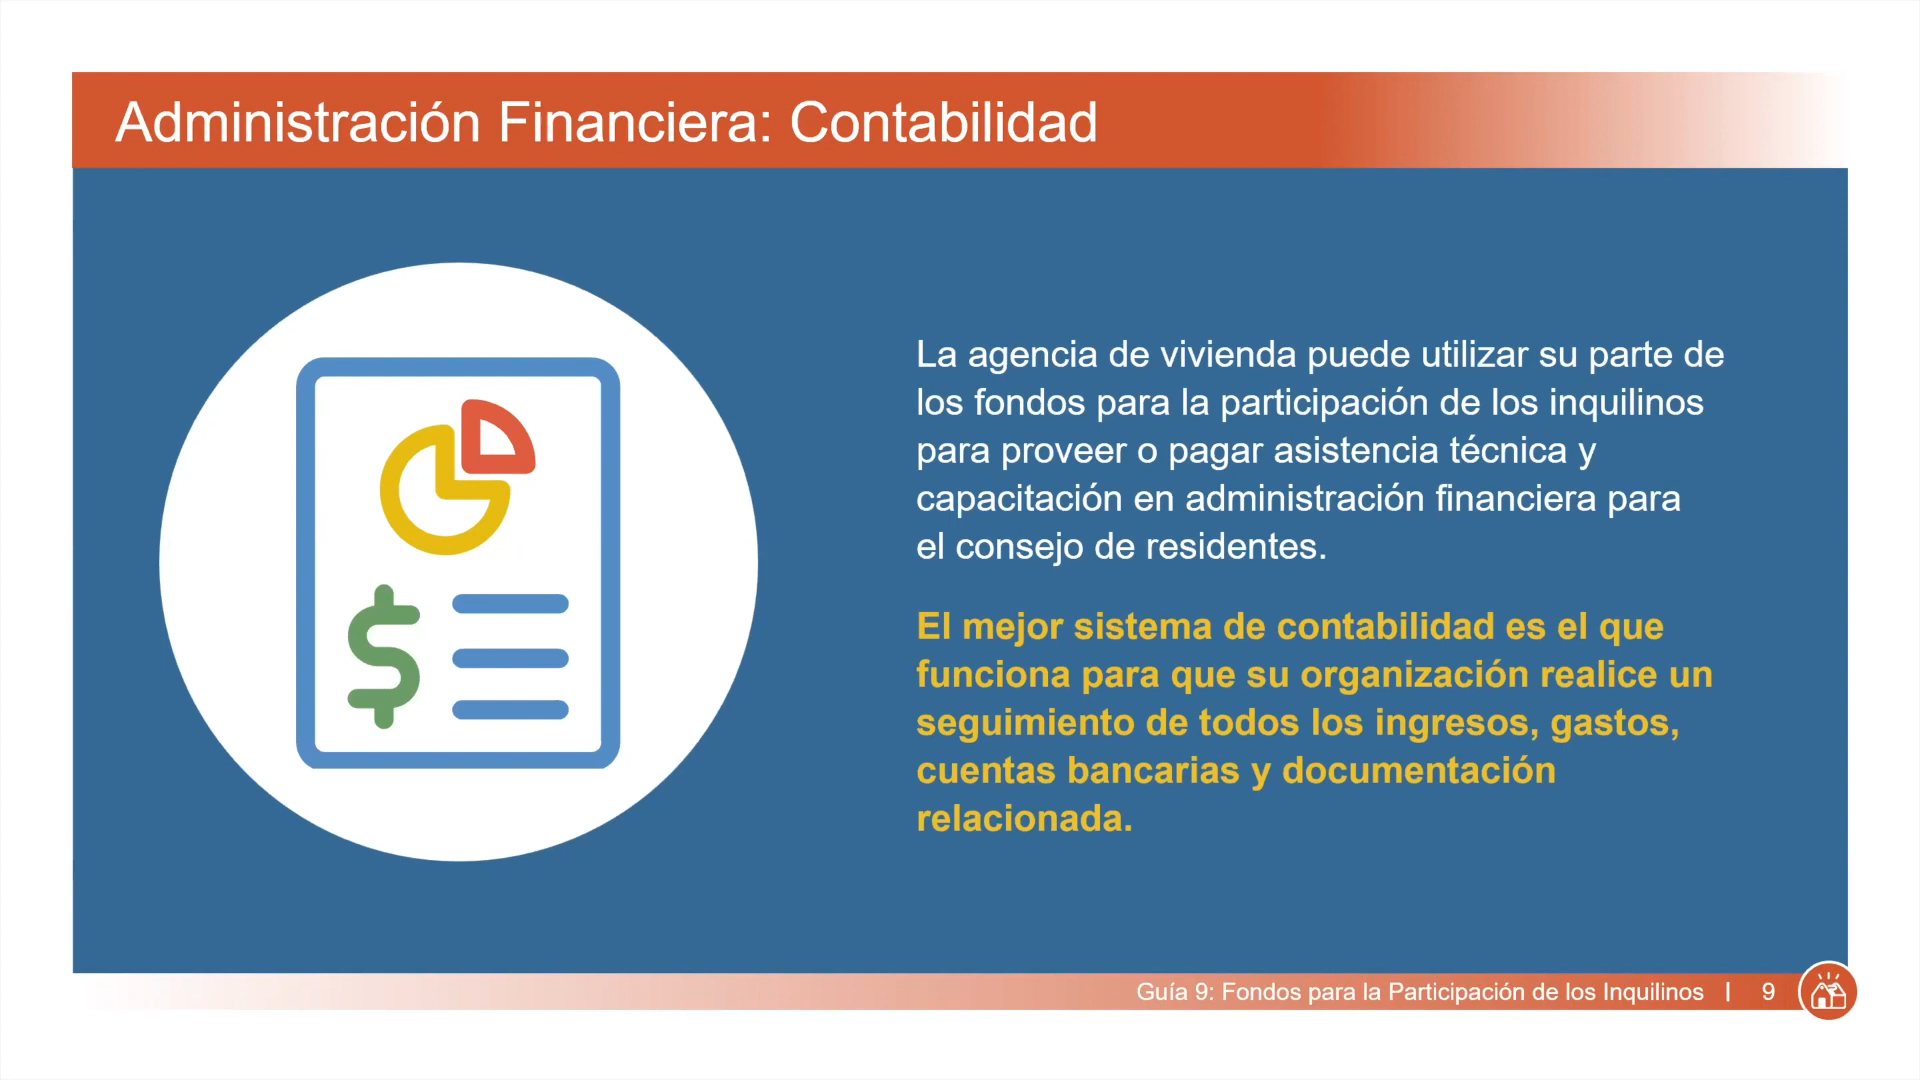 Administración Financiera: Contabilidad
La agencia de vivienda puede utilizar su parte de
los fondos para la participación de los inquilinos
para proveer o pagar asistencia técnica y
capacitación en administración financiera para
el consejo de residentes.
El mejor sistema de contabilidad es el que
funciona para que su organización realice un
seguimiento de todos los ingresos, gastos,
cuentas bancarias y documentación
relacionada.
Guía 9: Fondos para la Participación de los Inquilinos | 9